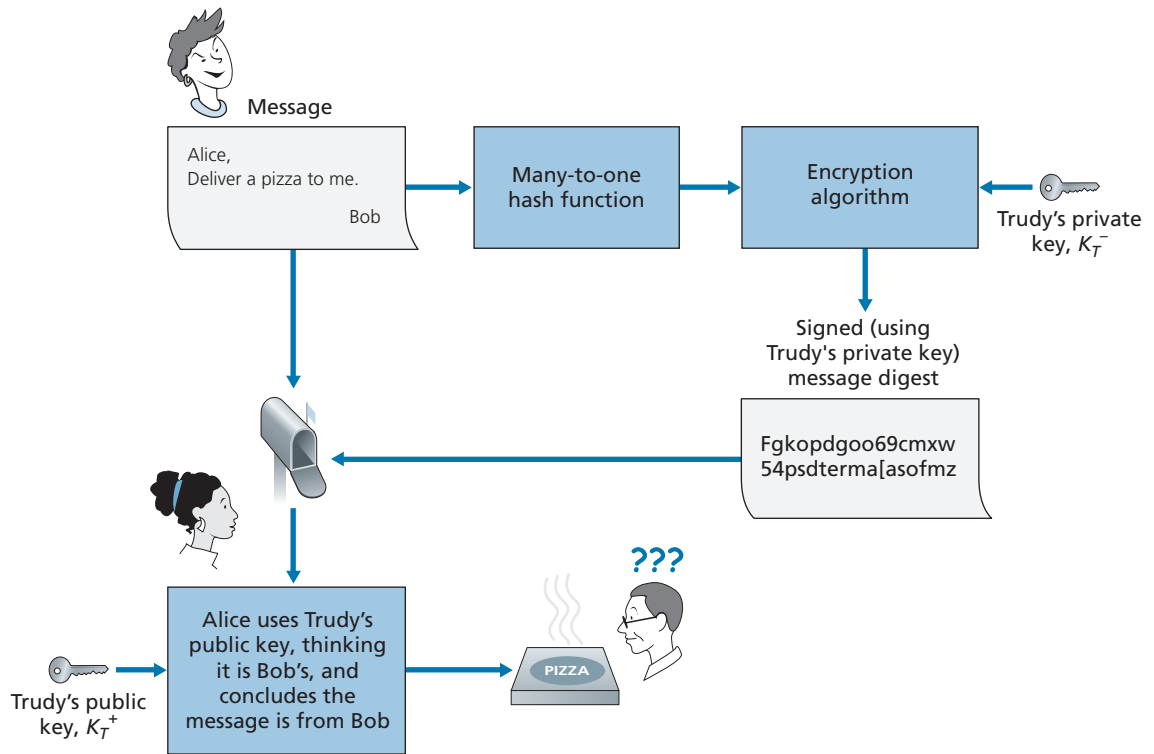 Message
Alice,
Deliver a pizza to me.
Bob
Many-to-one
hash function
Encryption
algorithm
Trudy’s private
key, K_T^−
Signed (using
Trudy's private key)
message digest
Fgkopdgoo69cmxw
54psdterma[asofmz
???
Alice uses Trudy’s
public key, thinking
it is Bob’s, and
concludes the
message is from Bob
PIZZA
Trudy’s public
key, K_T^+